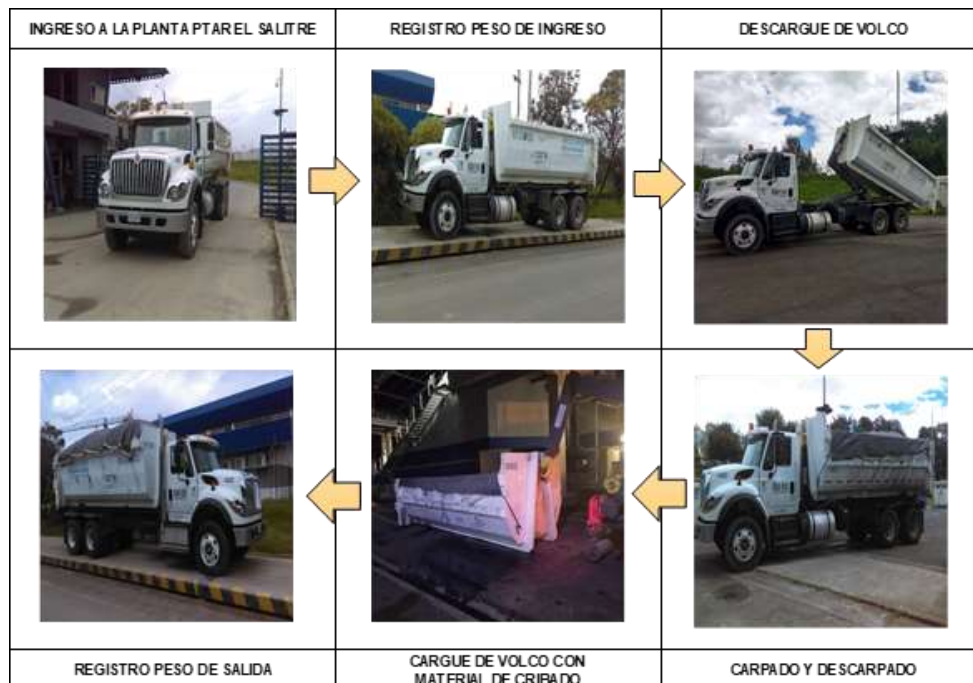 INGRESO A LA PLANTA PTAR EL SALITRE
REGISTRO PESO DE INGRESO
DESCARGUE DE VOLCO
REGISTRO PESO DE SALIDA
CARGUE DE VOLCO CON
MATERIAL DE CRIBADO
CARPADO Y DESCARPADO